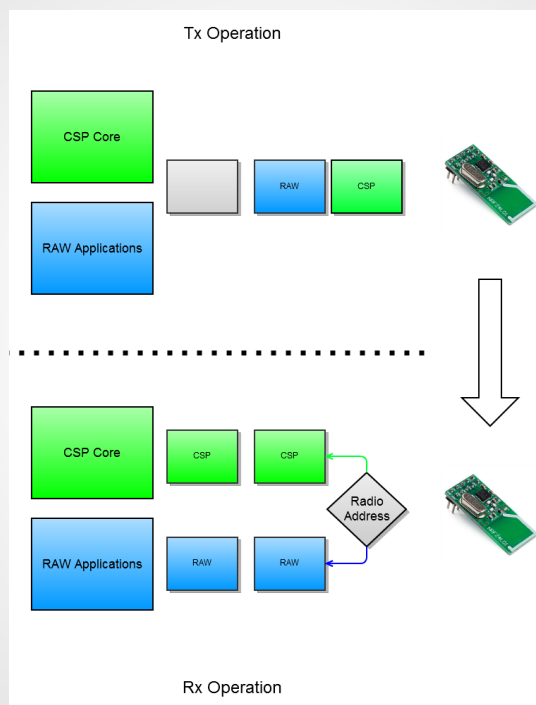 Tx Operation
CSP Core
RAW
CSP
RAW Applications
CSP Core
CSP
CSP
Radio
Address
RAW Applications
RAW
RAW
Rx Operation